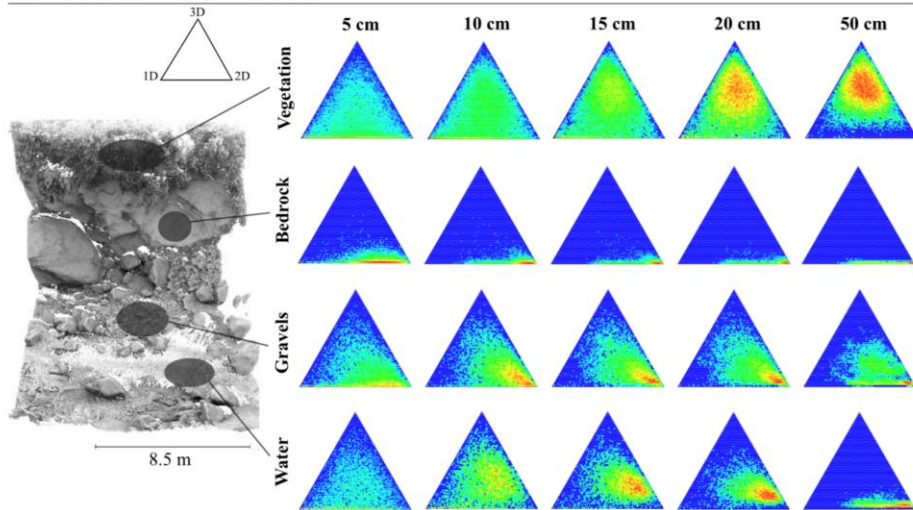 3D
1D 2D
5 cm 10 cm 15 cm 20 cm 50 cm
Vegetation
Bedrock
Gravels
Water
8.5 m